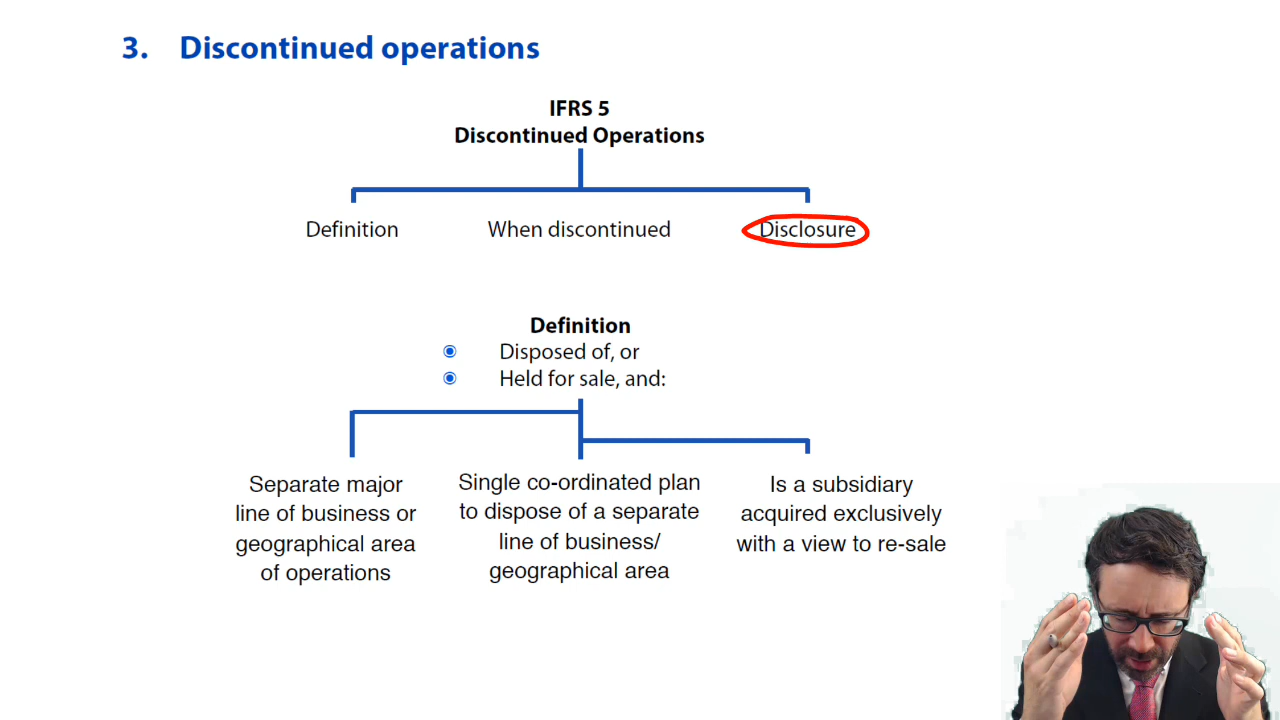 3. Discontinued operations
IFRS 5
Discontinued Operations
Definition
When discontinued
Disclosure
Definition
Disposed of, or
Held for sale, and:
Separate major
line of business or
geographical area
of operations
Single co-ordinated plan
to dispose of a separate
line of business/
geographical area
Is a subsidiary
acquired exclusively
with a view to re-sale